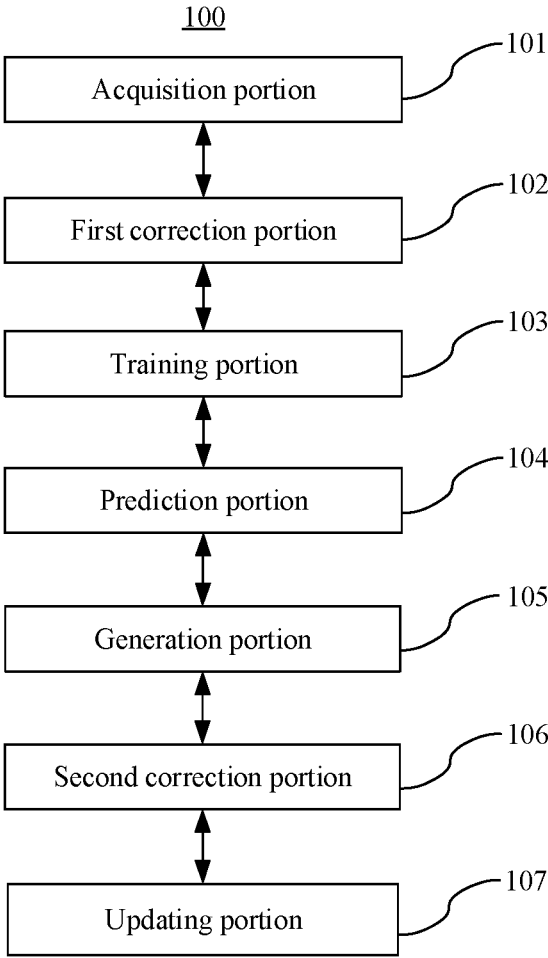 100
101
Acquisition portion
102
First correction portion
103
Training portion
104
Prediction portion
105
Generation portion
106
Second correction portion
107
Updating portion